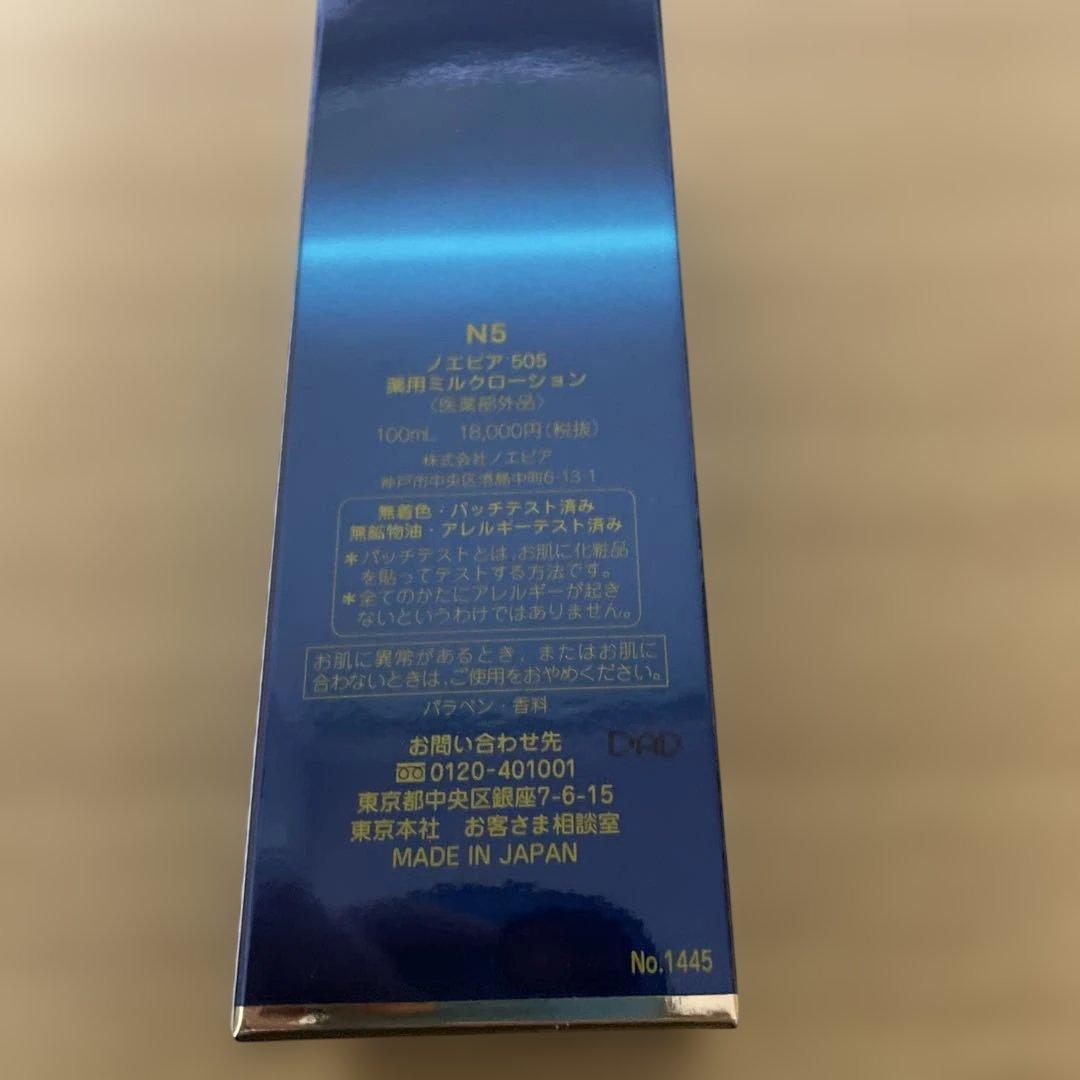 N5
ノエビア 505
薬用ミルクローション
〈医薬部外品〉
100mL 18,000円(税抜)
株式会社ノエビア
神戸市中央区港島中町6-13-1
無着色・パッチテスト済み
無鉱物油・アレルギーテスト済み
＊パッチテストとは、お肌に化粧品
を貼ってテストする方法です。
＊全てのかたにアレルギーが起き
ないというわけではありません。
お肌に異常があるとき、またはお肌に
合わないときは、ご使用をおやめください。
パラベン・香料
お問い合わせ先
DAD
0120-401001
東京都中央区銀座7-6-15
東京本社 お客さま相談室
MADE IN JAPAN
No.1445